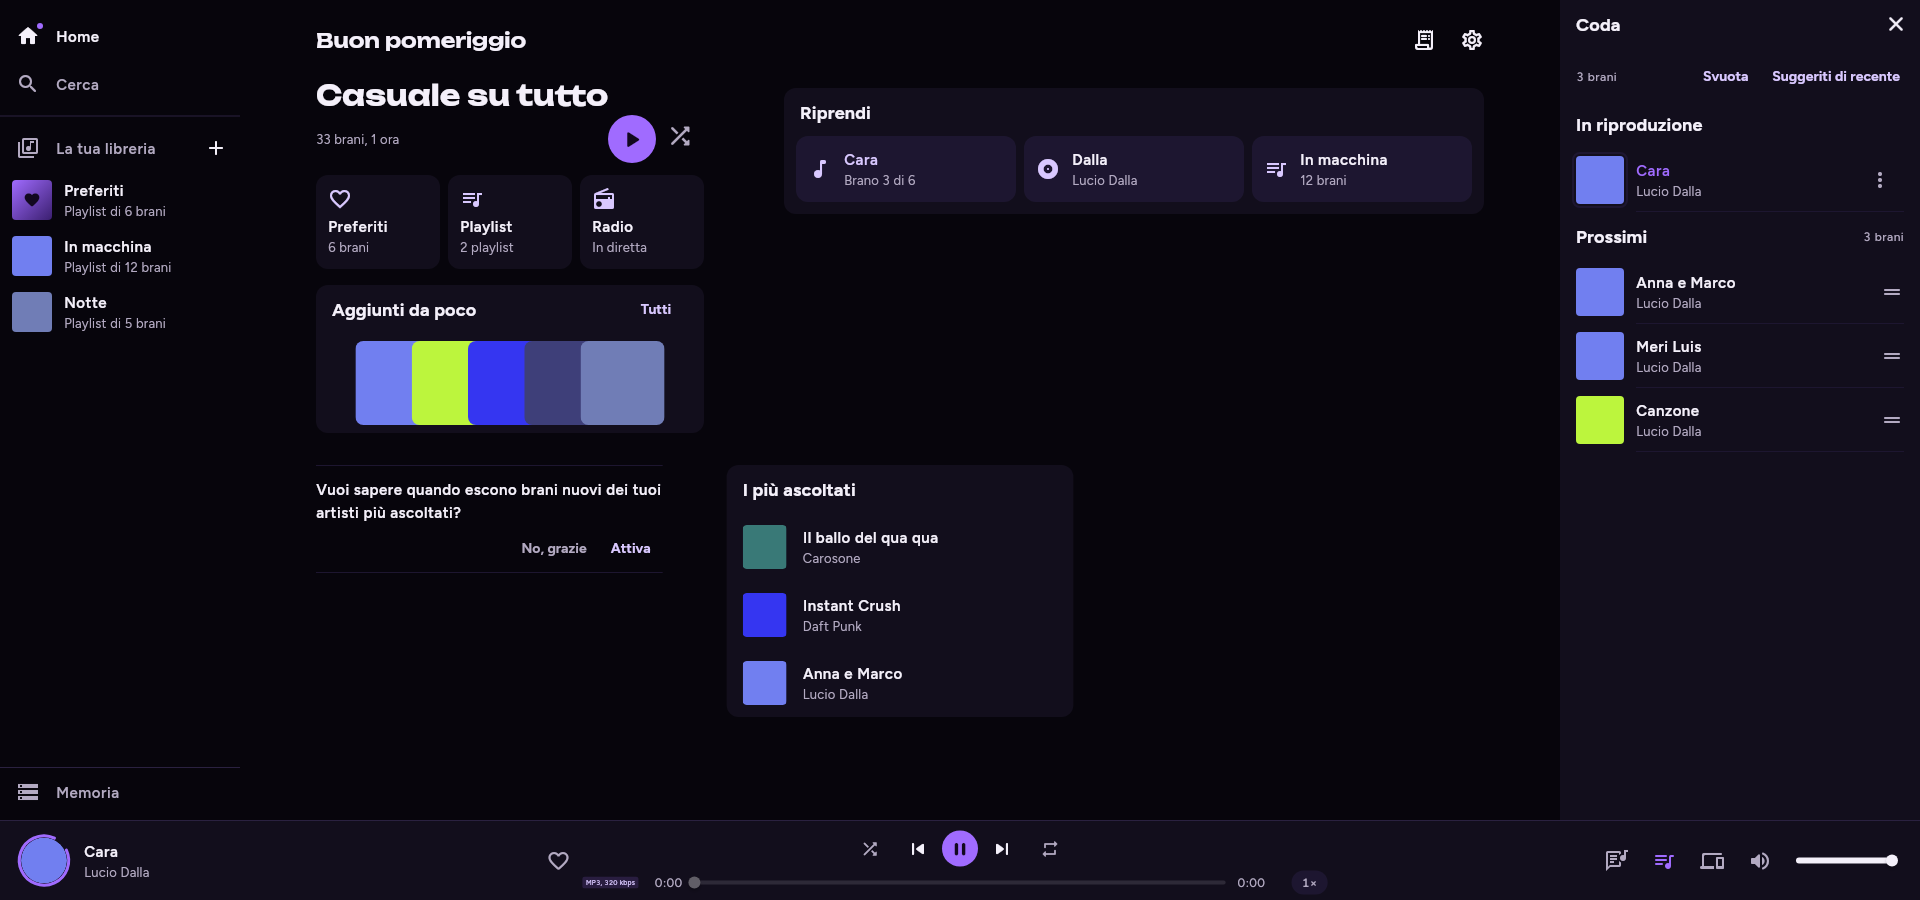 Home
Cerca
La tua libreria
Preferiti
Playlist di 6 brani
In macchina
Playlist di 12 brani
Notte
Playlist di 5 brani
Memoria
Buon pomeriggio
Casuale su tutto
33 brani, 1 ora
Preferiti
6 brani
Playlist
2 playlist
Radio
In diretta
Aggiunti da poco
Tutti
Riprendi
Cara
Brano 3 di 6
Dalla
Lucio Dalla
In macchina
12 brani
Vuoi sapere quando escono brani nuovi dei tuoi
artisti più ascoltati?
No, grazie
Attiva
I più ascoltati
Il ballo del qua qua
Carosone
Instant Crush
Daft Punk
Anna e Marco
Lucio Dalla
Coda
3 brani
Svuota
Suggeriti di recente
In riproduzione
Cara
Lucio Dalla
Prossimi
3 brani
Anna e Marco
Lucio Dalla
Meri Luis
Lucio Dalla
Canzone
Lucio Dalla
Cara
Lucio Dalla
MP3, 320 kbps
0:00
0:00
1×